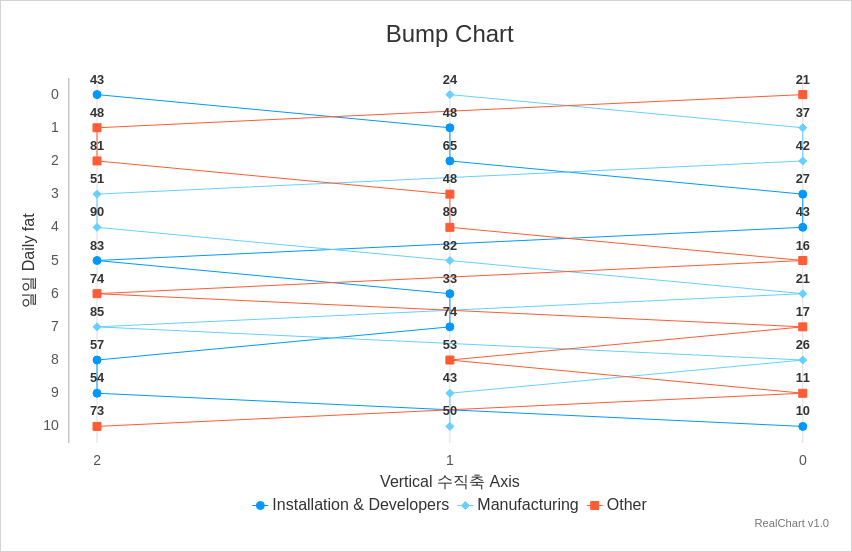 Bump Chart
43 24 21
0
48 48 37
1
81 65 42
2
51 48 27
3
90 89 43
4
83 82 16
5
74 33 21
6
85 74 17
7
57 53 26
8
54 43 11
9
73 50 10
10
일일 Daily fat
2 1 0
Vertical 수직축 Axis
Installation & Developers Manufacturing Other
RealChart v1.0